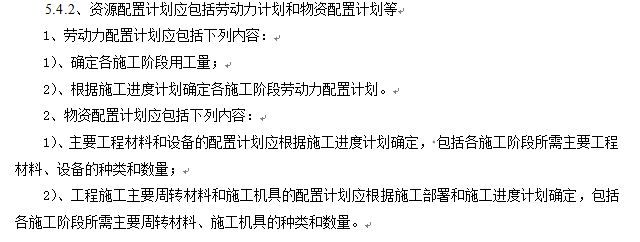 5.4.2、资源配置计划应包括劳动力计划和物资配置计划等
1、劳动力配置计划应包括下列内容：
1)、确定各施工阶段用工量；
2）、根据施工进度计划确定各施工阶段劳动力配置计划。
2、物资配置计划应包括下列内容：
1)、主要工程材料和设备的配置计划应根据施工进度计划确定，包括各施工阶段所需主要工程
材料、设备的种类和数量；
2）、工程施工主要周转材料和施工机具的配置计划应根据施工部署和施工进度计划确定，包括
各施工阶段所需主要周转材料、施工机具的种类和数量。